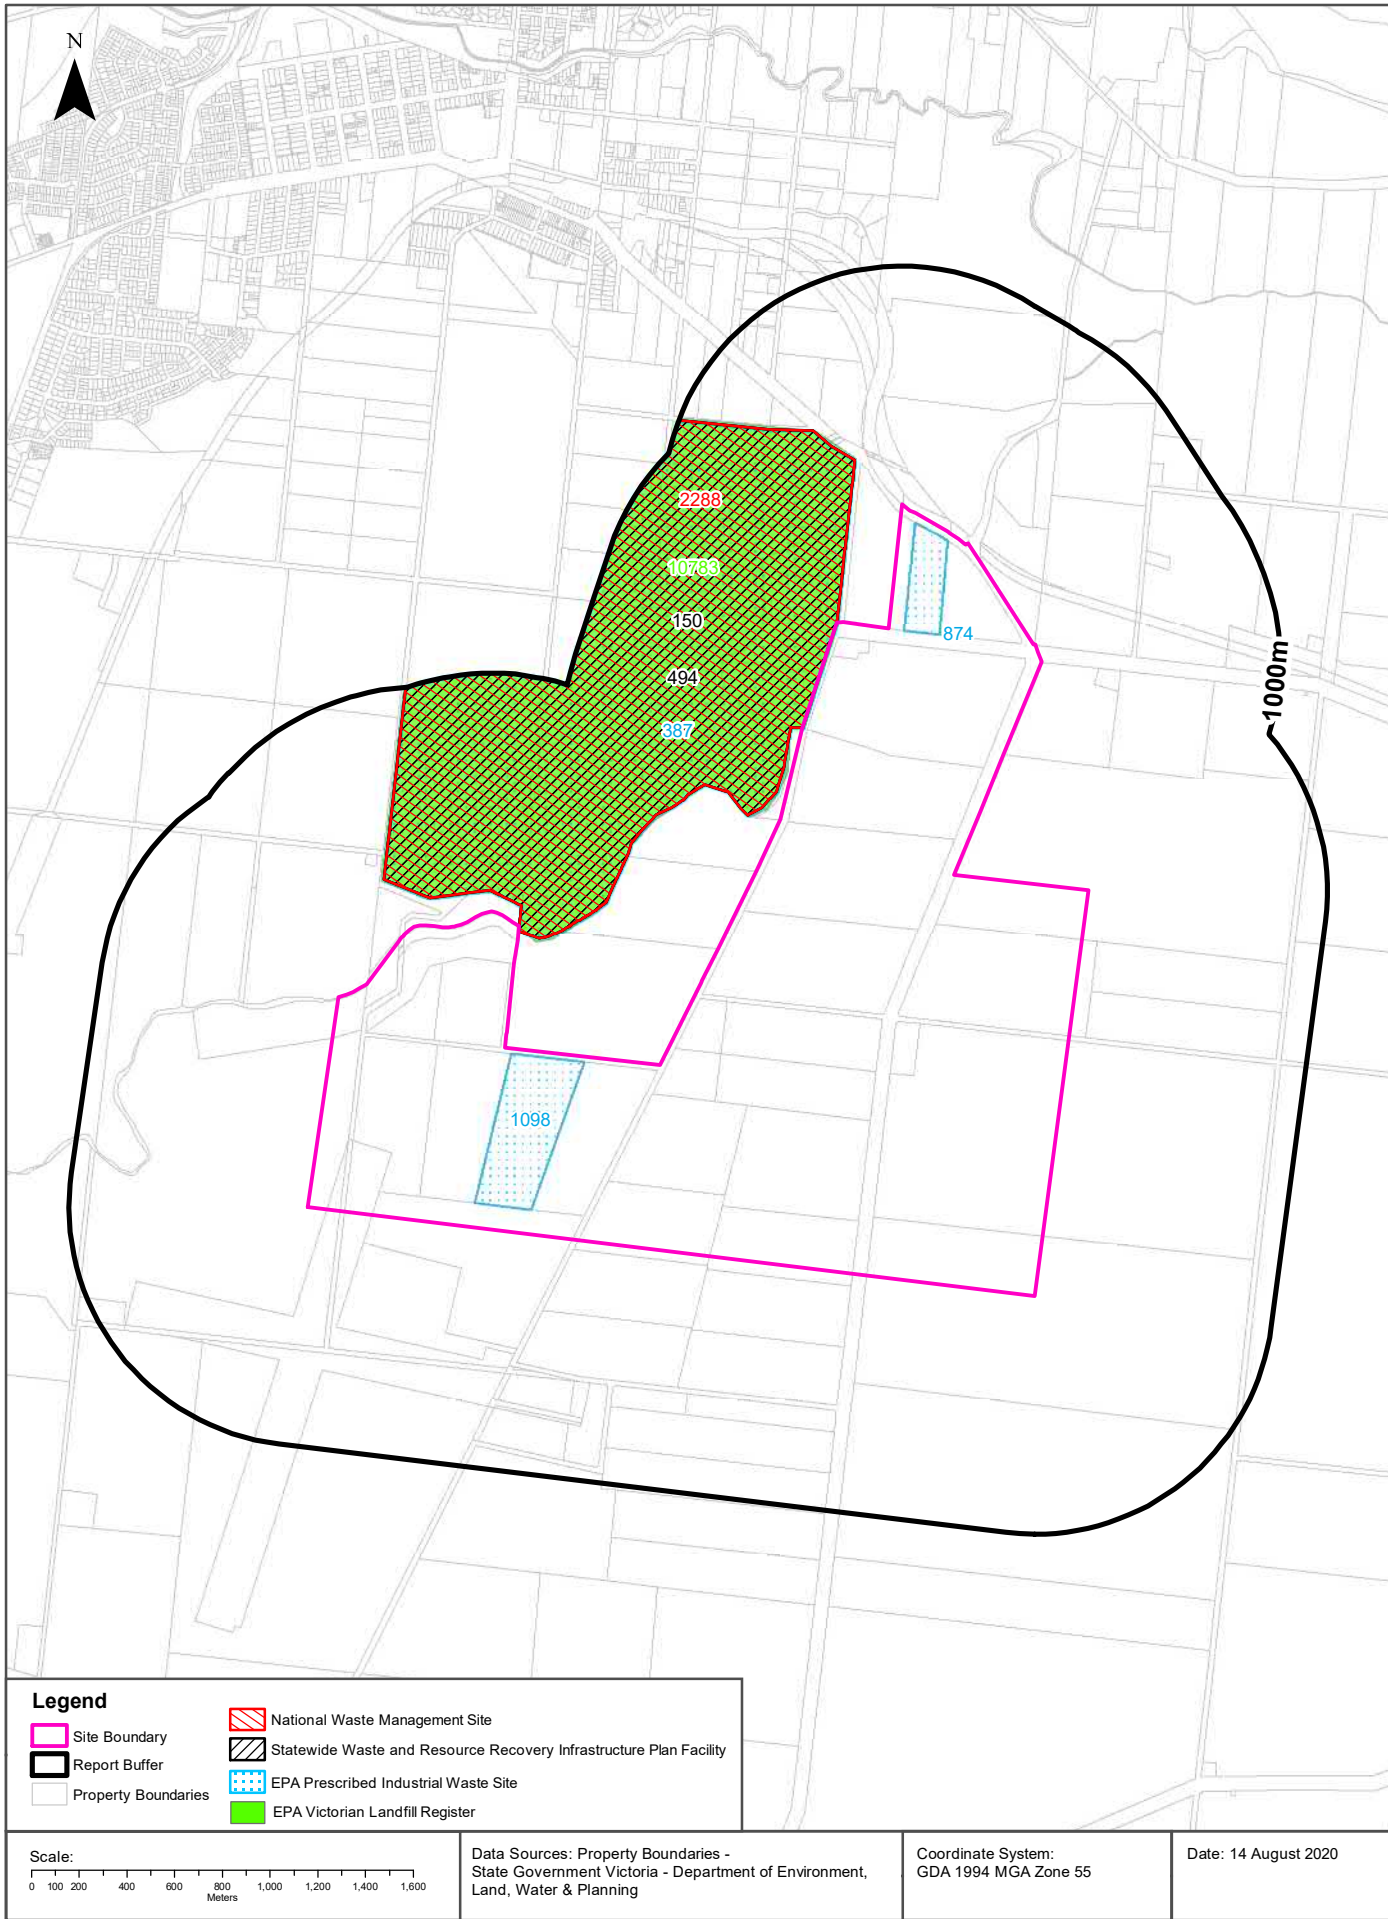 N
2288
10783
150
494
387
874
1000m
1098
Legend
Site Boundary
Report Buffer
Property Boundaries
National Waste Management Site
Statewide Waste and Resource Recovery Infrastructure Plan Facility
EPA Prescribed Industrial Waste Site
EPA Victorian Landfill Register
Scale:
0 100 200 400 600 800 1,000 1,200 1,400 1,600
Meters
Data Sources: Property Boundaries -
State Government Victoria - Department of Environment,
Land, Water & Planning
Coordinate System:
GDA 1994 MGA Zone 55
Date: 14 August 2020